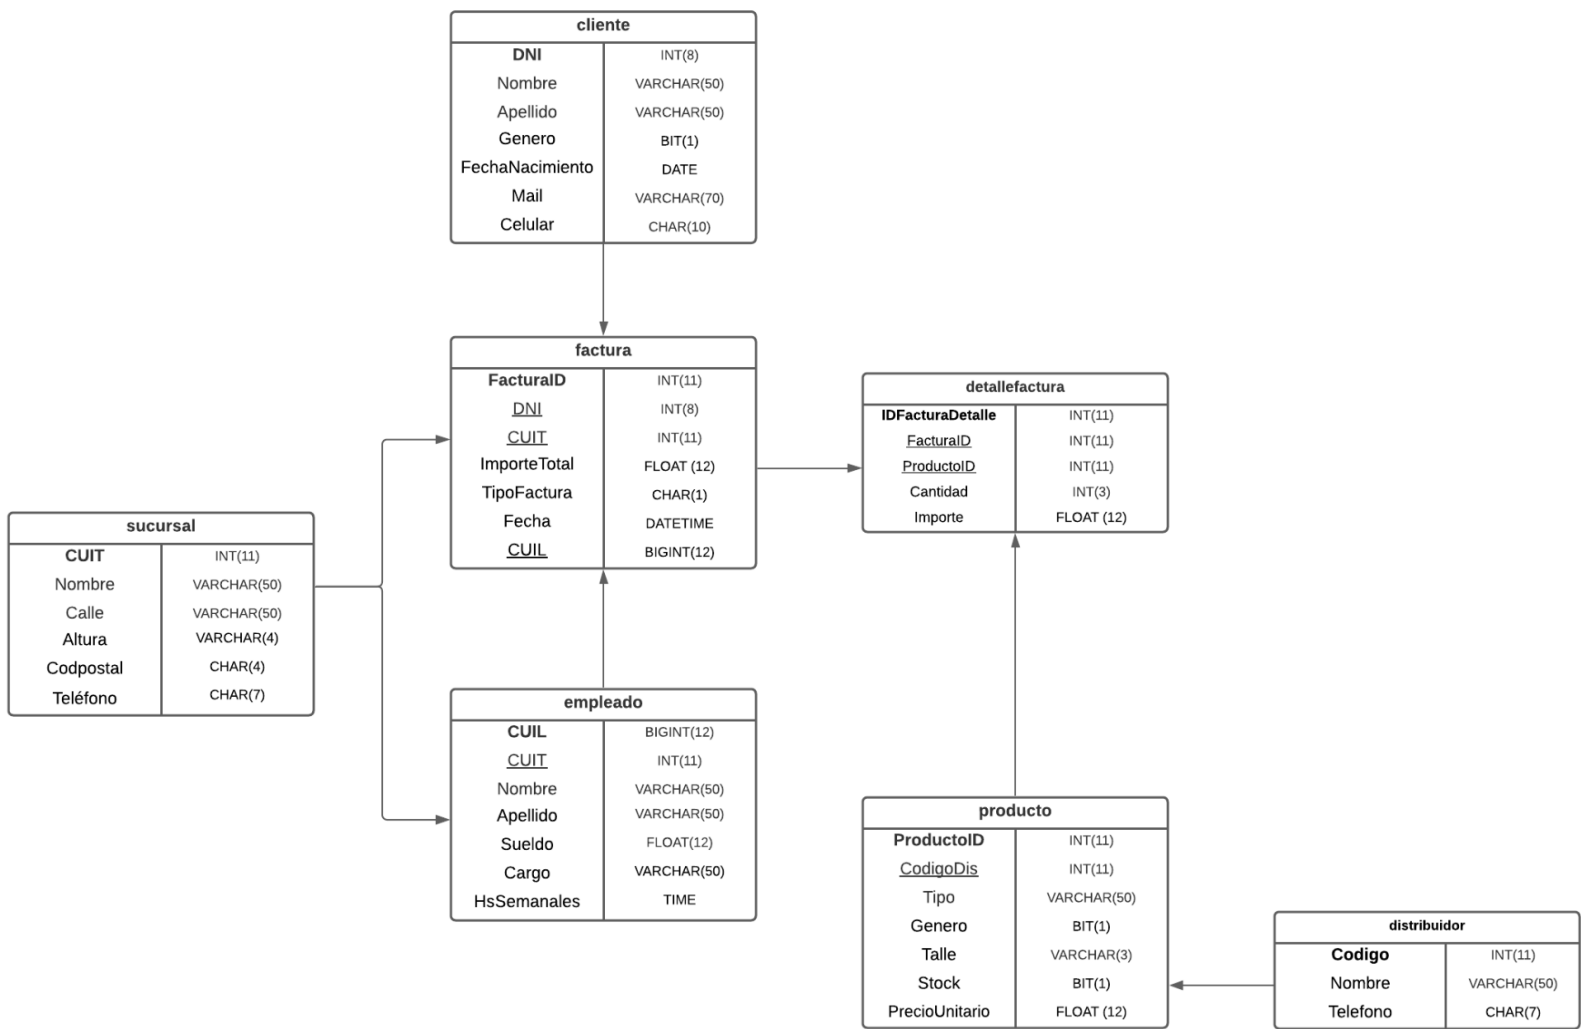 cliente
DNI INT(8)
Nombre VARCHAR(50)
Apellido VARCHAR(50)
Genero BIT(1)
FechaNacimiento DATE
Mail VARCHAR(70)
Celular CHAR(10)
factura
FacturaID INT(11)
DNI INT(8)
CUIT INT(11)
ImporteTotal FLOAT (12)
TipoFactura CHAR(1)
Fecha DATETIME
CUIL BIGINT(12)
detallefactura
IDFacturaDetalle INT(11)
FacturaID INT(11)
ProductoID INT(11)
Cantidad INT(3)
Importe FLOAT (12)
sucursal
CUIT INT(11)
Nombre VARCHAR(50)
Calle VARCHAR(50)
Altura VARCHAR(4)
Codpostal CHAR(4)
Teléfono CHAR(7)
empleado
CUIL BIGINT(12)
CUIT INT(11)
Nombre VARCHAR(50)
Apellido VARCHAR(50)
Sueldo FLOAT(12)
Cargo VARCHAR(50)
HsSemanales TIME
producto
ProductoID INT(11)
CodigoDis INT(11)
Tipo VARCHAR(50)
Genero BIT(1)
Talle VARCHAR(3)
Stock BIT(1)
PrecioUnitario FLOAT (12)
distribuidor
Codigo INT(11)
Nombre VARCHAR(50)
Telefono CHAR(7)